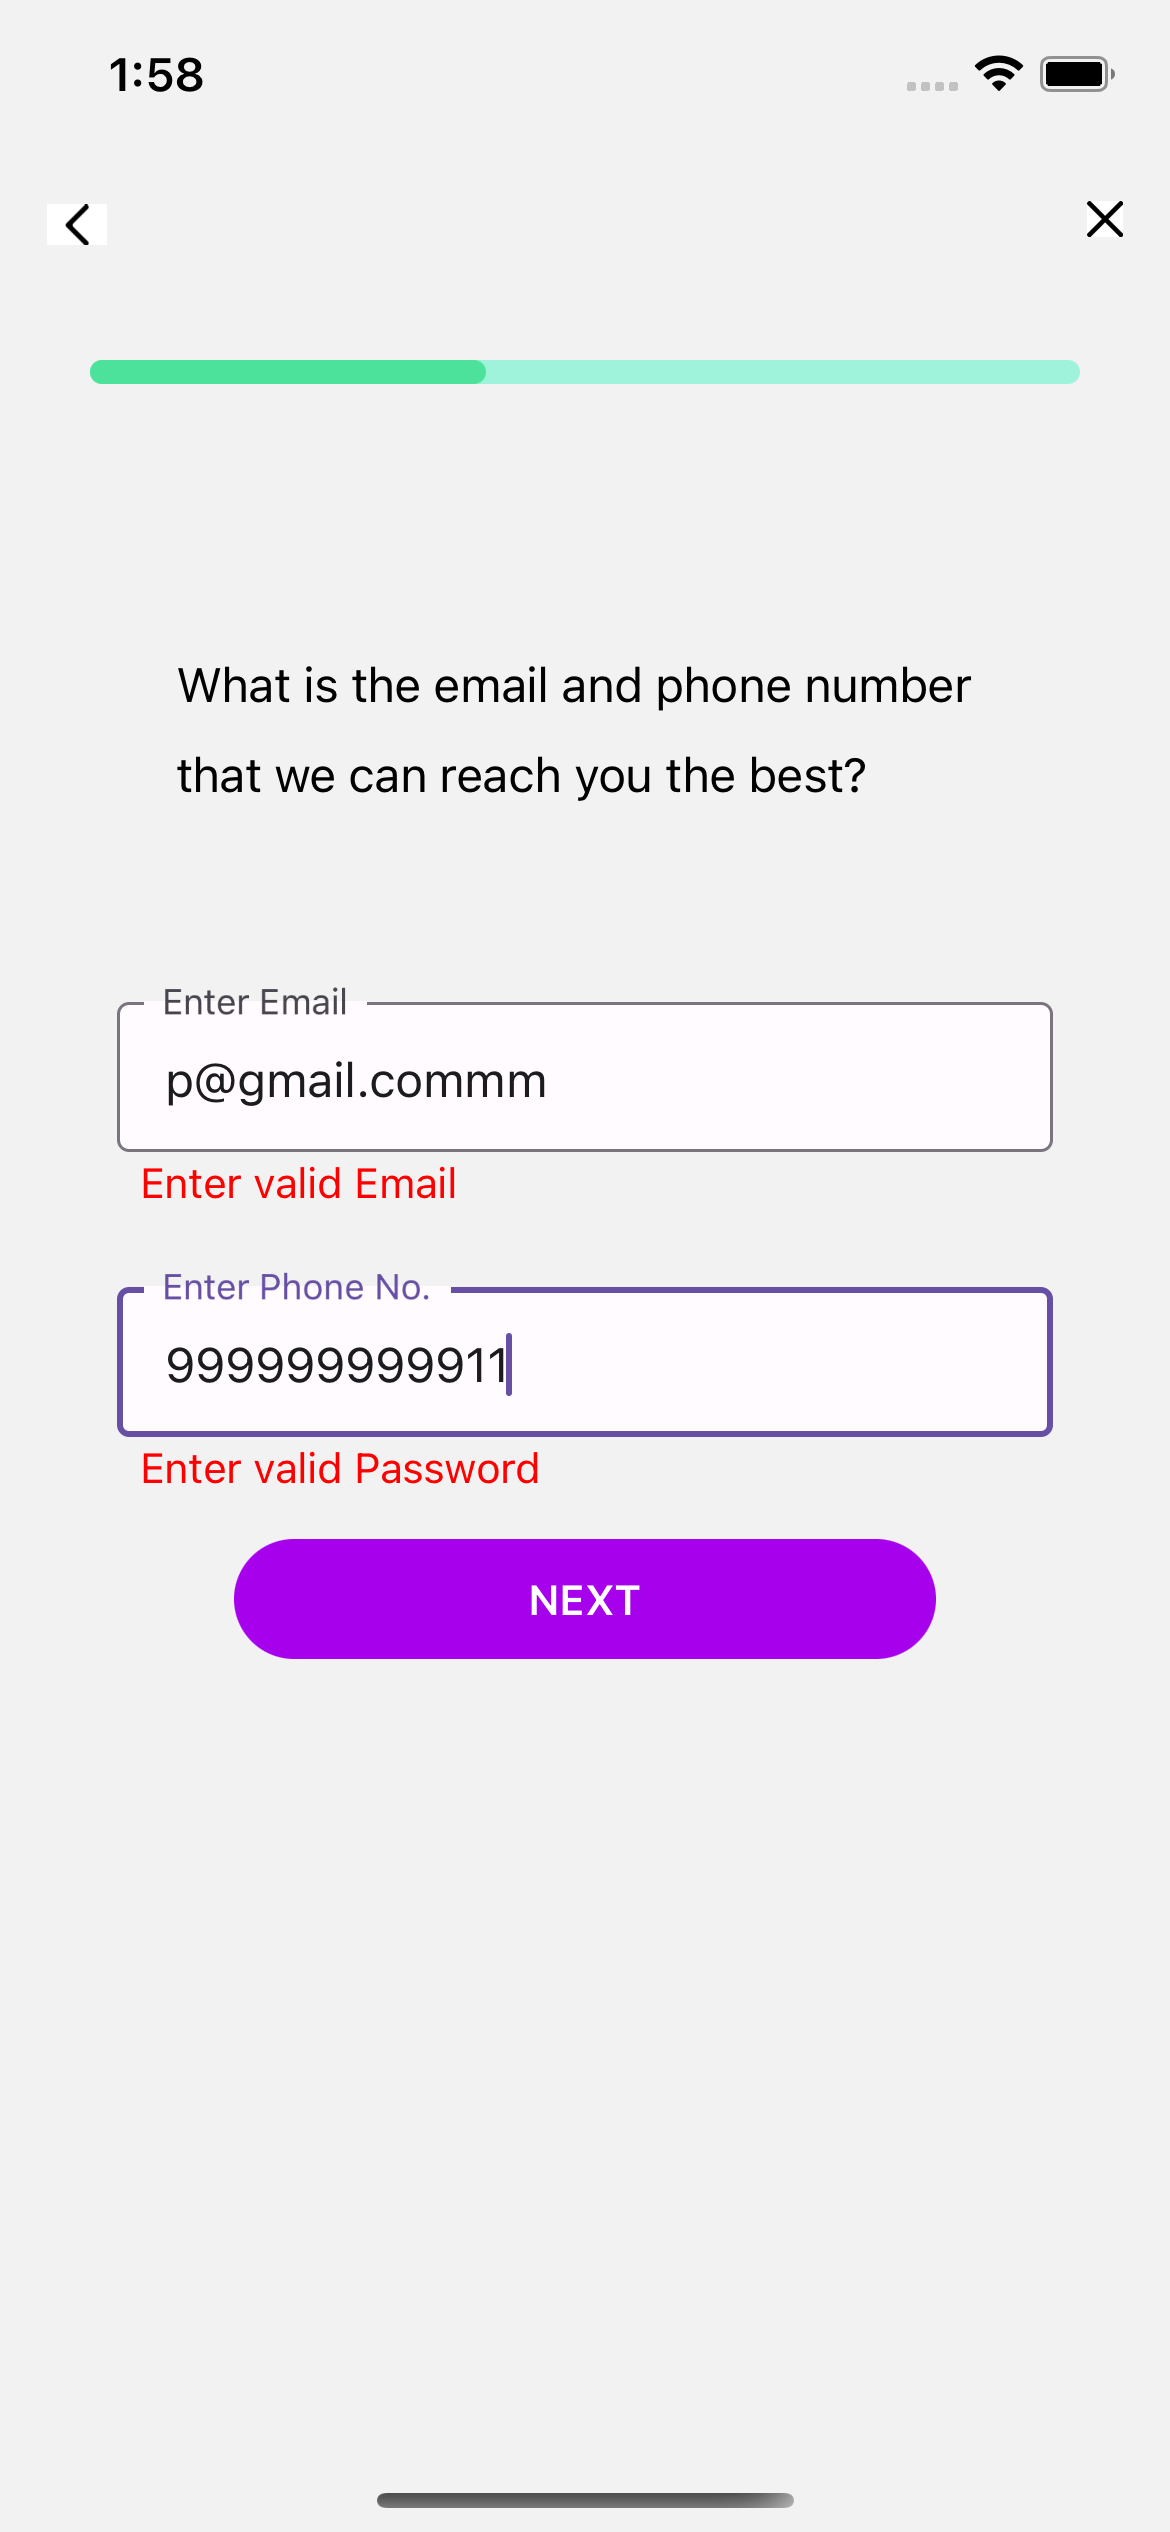 1:58
What is the email and phone number
that we can reach you the best?
Enter Email
p@gmail.commm
Enter valid Email
Enter Phone No.
999999999911
Enter valid Password
NEXT